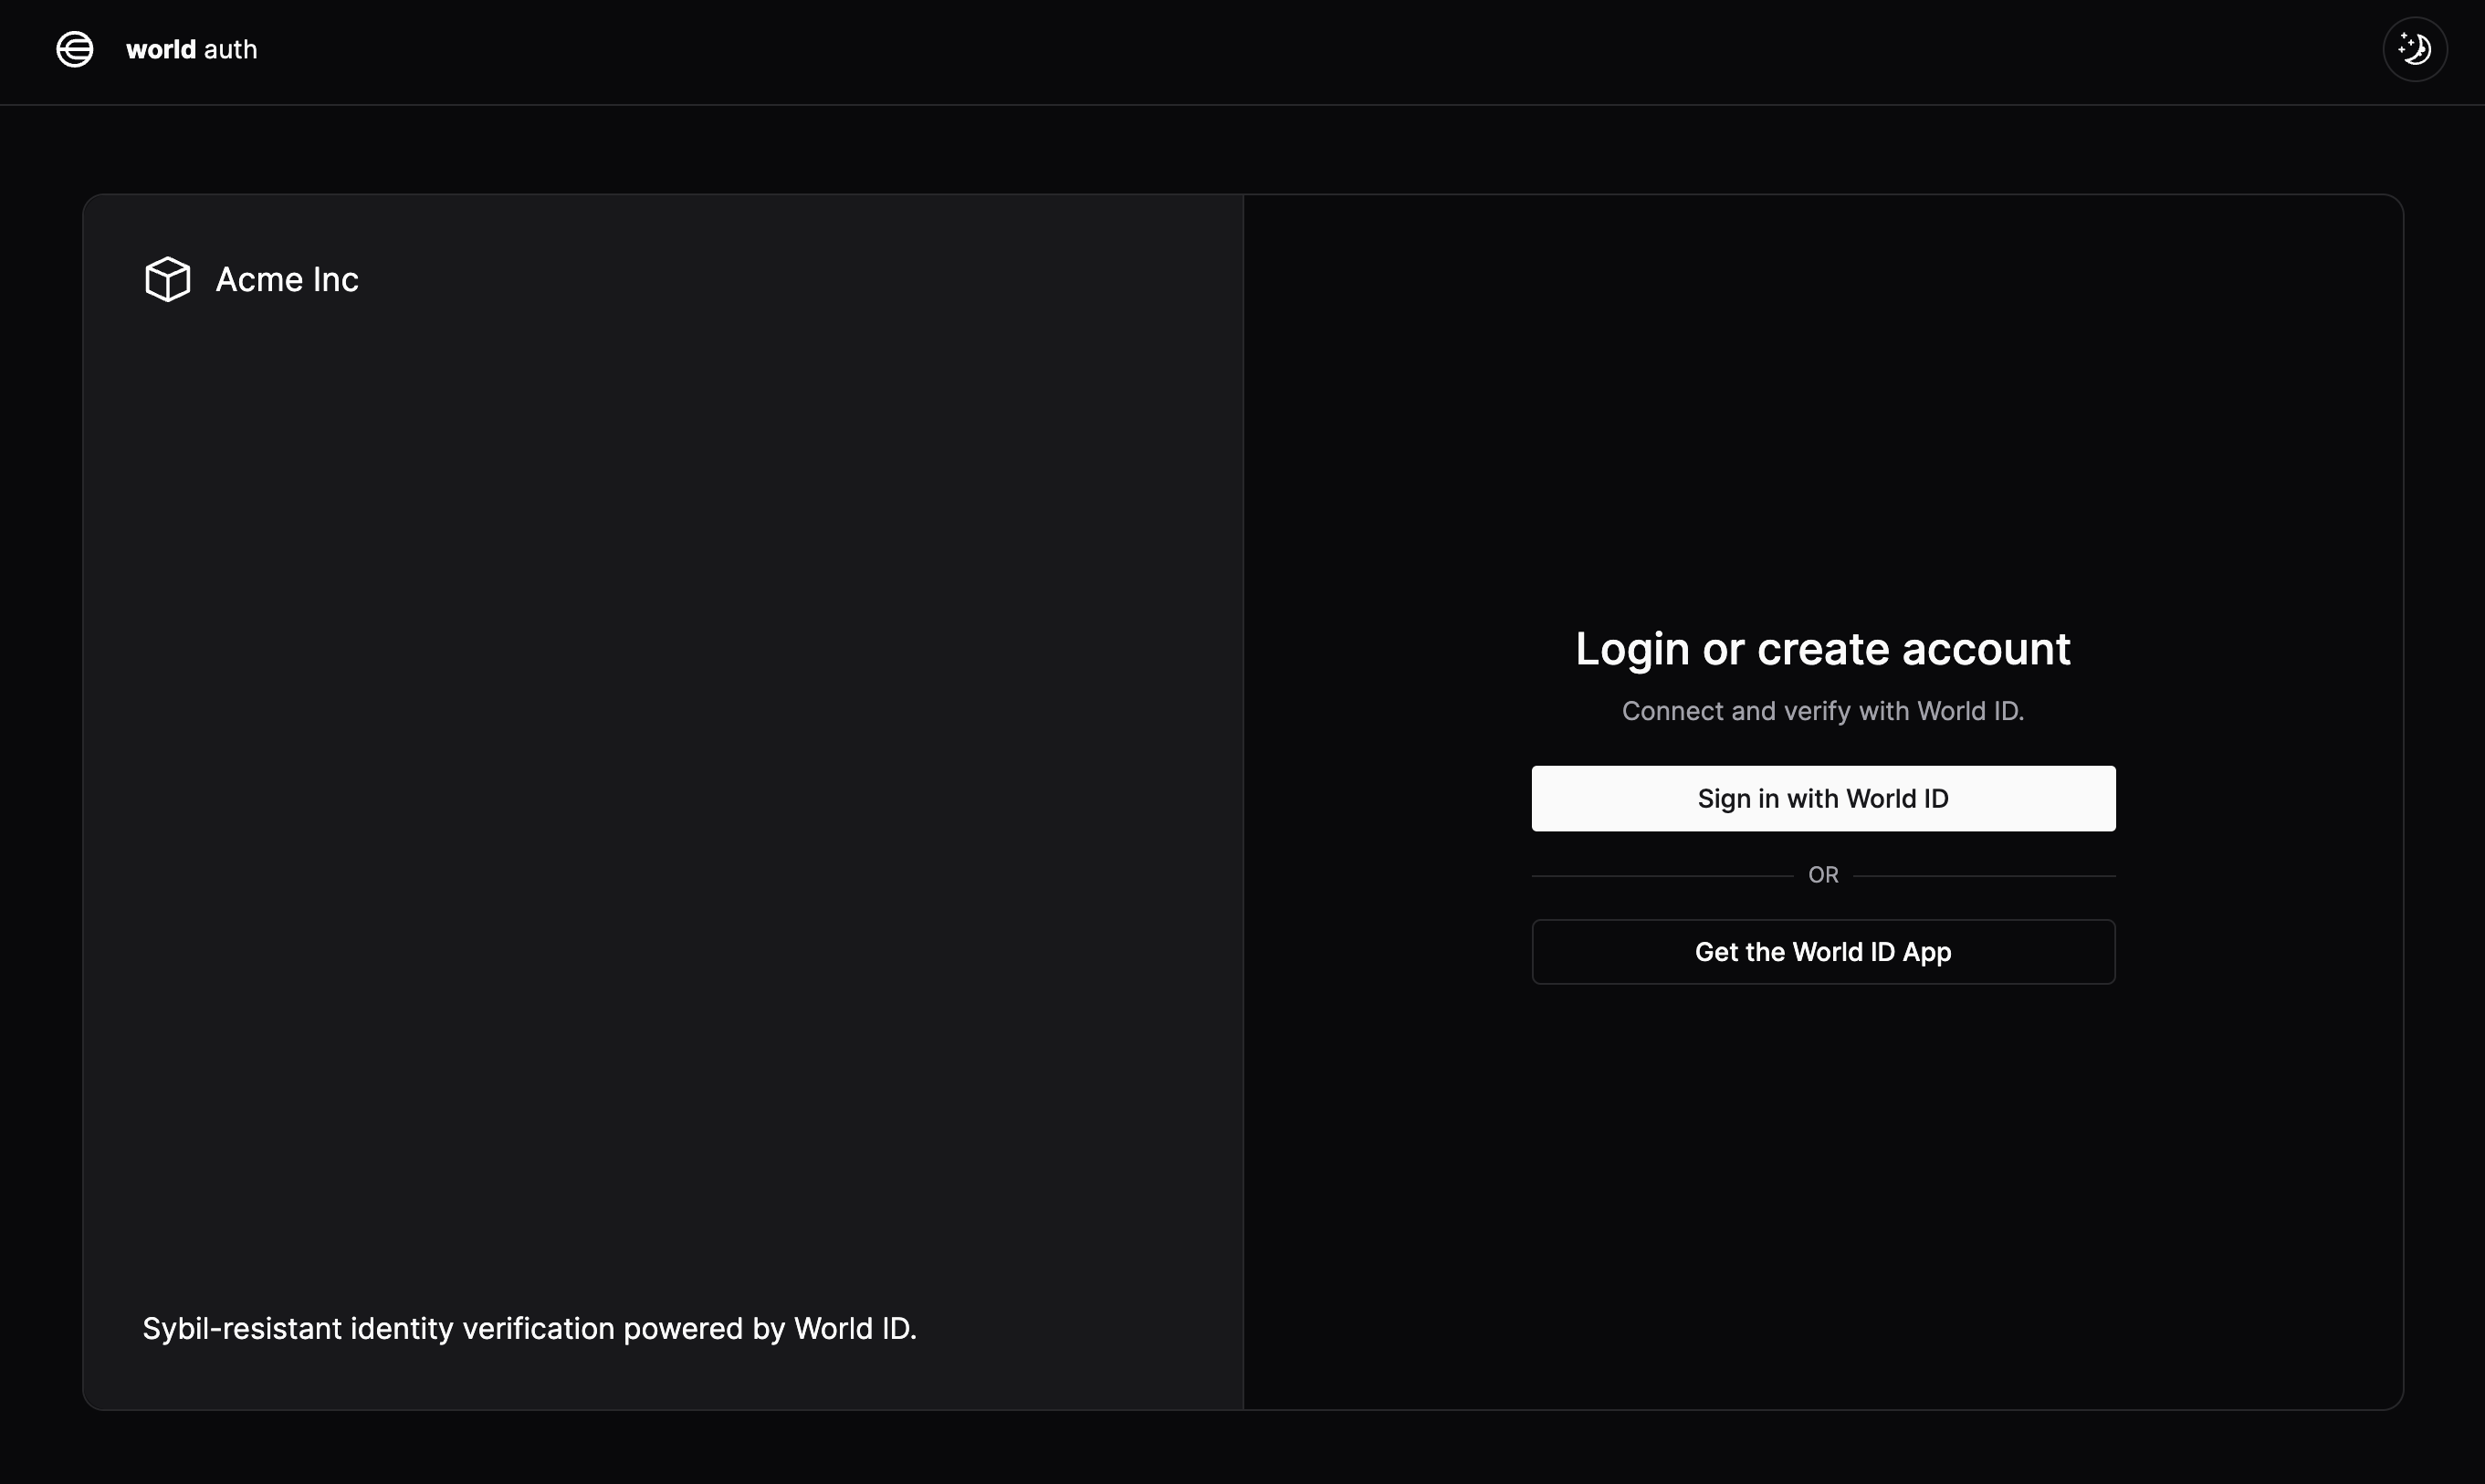 world auth
Acme Inc
Login or create account
Connect and verify with World ID.
Sign in with World ID
OR
Get the World ID App
Sybil-resistant identity verification powered by World ID.